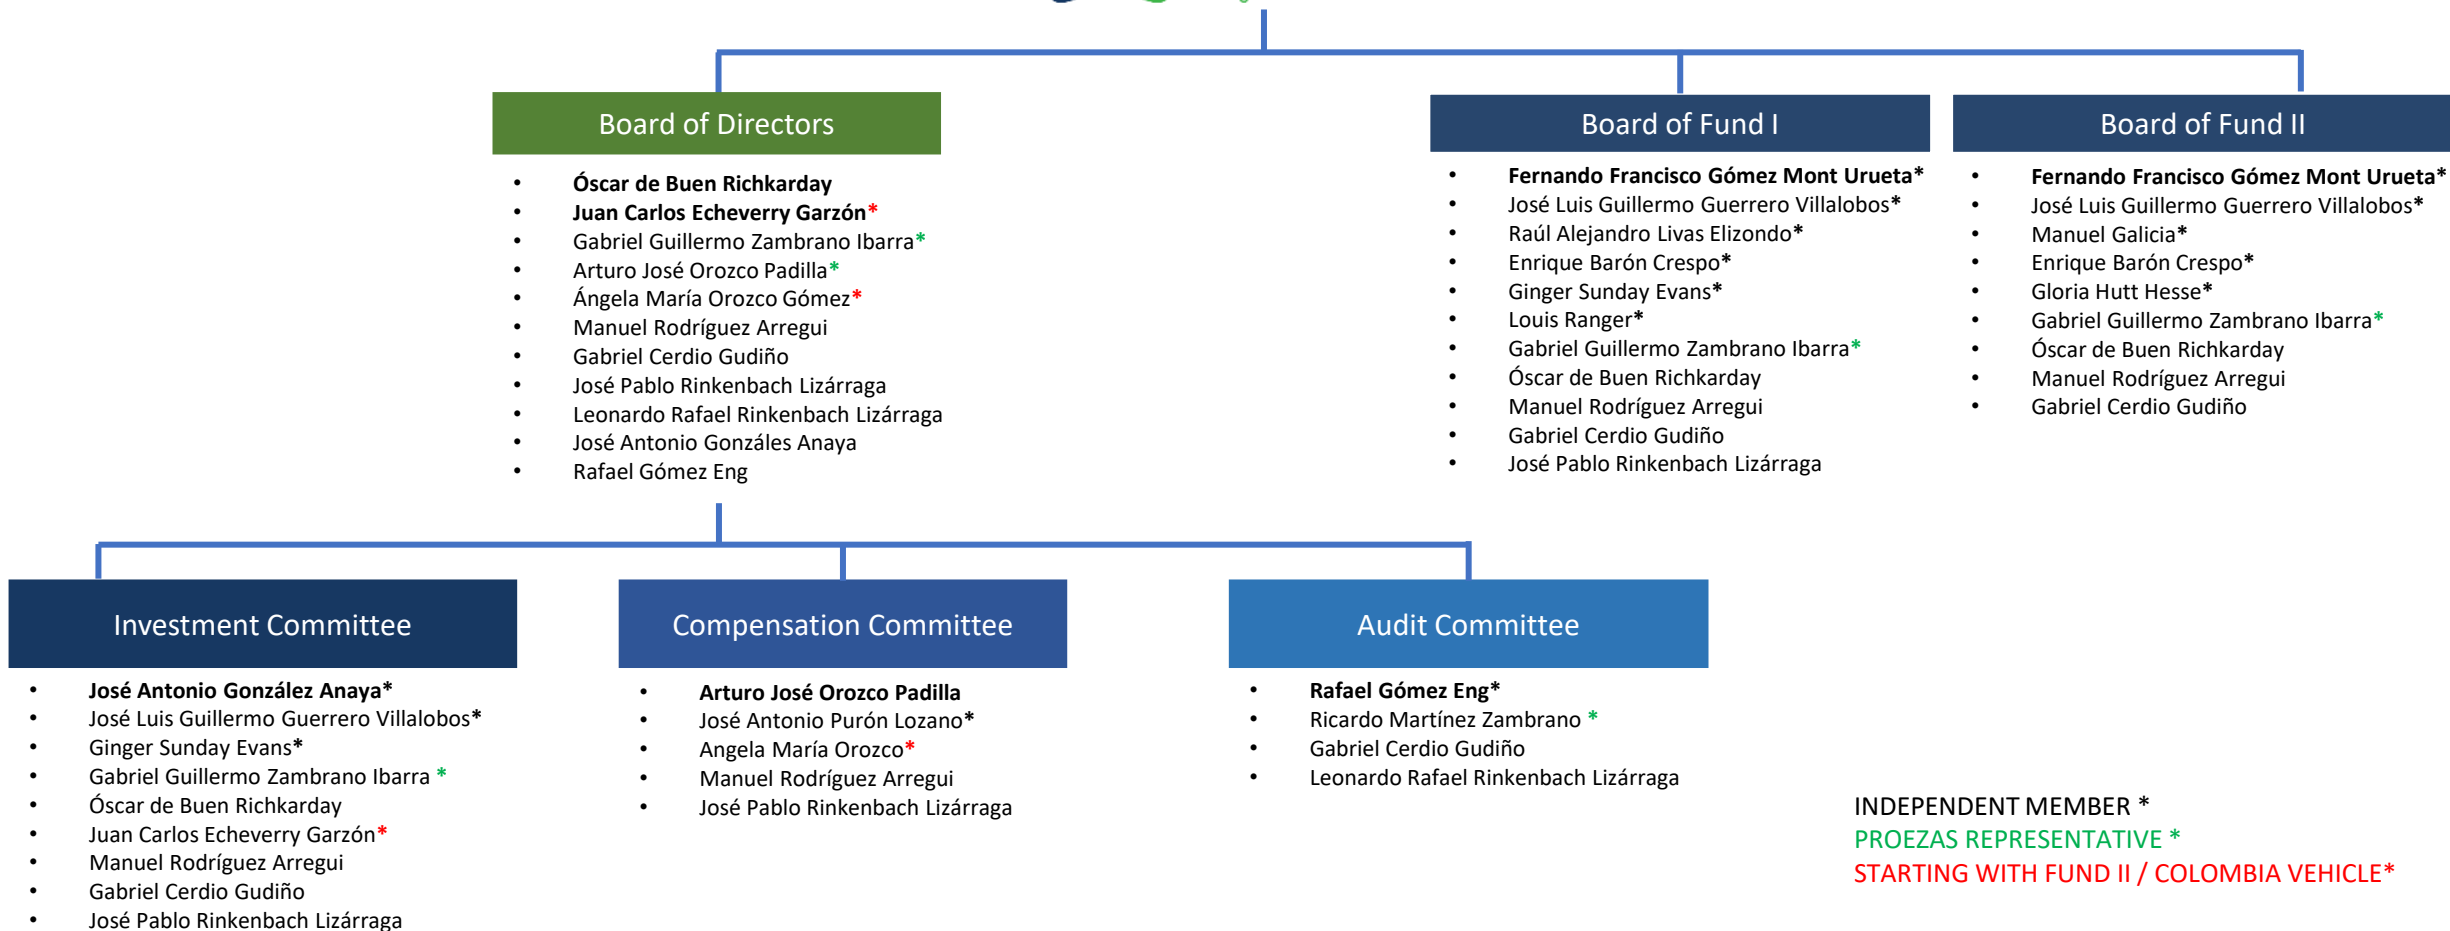 Board of Directors
• Óscar de Buen Richkarday
• Juan Carlos Echeverry Garzón*
• Gabriel Guillermo Zambrano Ibarra*
• Arturo José Orozco Padilla*
• Ángela María Orozco Gómez*
• Manuel Rodríguez Arregui
• Gabriel Cerdio Gudiño
• José Pablo Rinkenbach Lizárraga
• Leonardo Rafael Rinkenbach Lizárraga
• José Antonio Gonzáles Anaya
• Rafael Gómez Eng
Board of Fund I
• Fernando Francisco Gómez Mont Urueta*
• José Luis Guillermo Guerrero Villalobos*
• Raúl Alejandro Livas Elizondo*
• Enrique Barón Crespo*
• Ginger Sunday Evans*
• Louis Ranger*
• Gabriel Guillermo Zambrano Ibarra*
• Óscar de Buen Richkarday
• Manuel Rodríguez Arregui
• Gabriel Cerdio Gudiño
• José Pablo Rinkenbach Lizárraga
Board of Fund II
• Fernando Francisco Gómez Mont Urueta*
• José Luis Guillermo Guerrero Villalobos*
• Manuel Galicia*
• Enrique Barón Crespo*
• Gloria Hutt Hesse*
• Gabriel Guillermo Zambrano Ibarra*
• Óscar de Buen Richkarday
• Manuel Rodríguez Arregui
• Gabriel Cerdio Gudiño
Investment Committee
• José Antonio González Anaya*
• José Luis Guillermo Guerrero Villalobos*
• Ginger Sunday Evans*
• Gabriel Guillermo Zambrano Ibarra *
• Óscar de Buen Richkarday
• Juan Carlos Echeverry Garzón*
• Manuel Rodríguez Arregui
• Gabriel Cerdio Gudiño
• José Pablo Rinkenbach Lizárraga
Compensation Committee
• Arturo José Orozco Padilla
• José Antonio Purón Lozano*
• Angela María Orozco*
• Manuel Rodríguez Arregui
• José Pablo Rinkenbach Lizárraga
Audit Committee
• Rafael Gómez Eng*
• Ricardo Martínez Zambrano *
• Gabriel Cerdio Gudiño
• Leonardo Rafael Rinkenbach Lizárraga
INDEPENDENT MEMBER *
PROEZAS REPRESENTATIVE *
STARTING WITH FUND II / COLOMBIA VEHICLE*